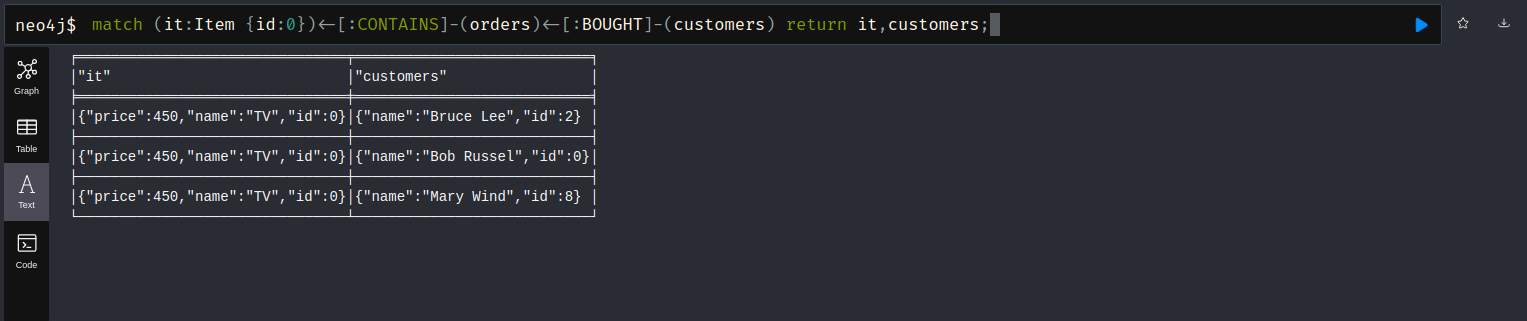 neo4j$ match (it:Item {id:0})<-[:CONTAINS]-(orders)<-[:BOUGHT]-(customers) return it,customers;
Graph
Table
Text
Code
│"it"                            │"customers"                 │
│{"price":450,"name":"TV","id":0}│{"name":"Bruce Lee","id":2} │
│{"price":450,"name":"TV","id":0}│{"name":"Bob Russel","id":0}│
│{"price":450,"name":"TV","id":0}│{"name":"Mary Wind","id":8} │